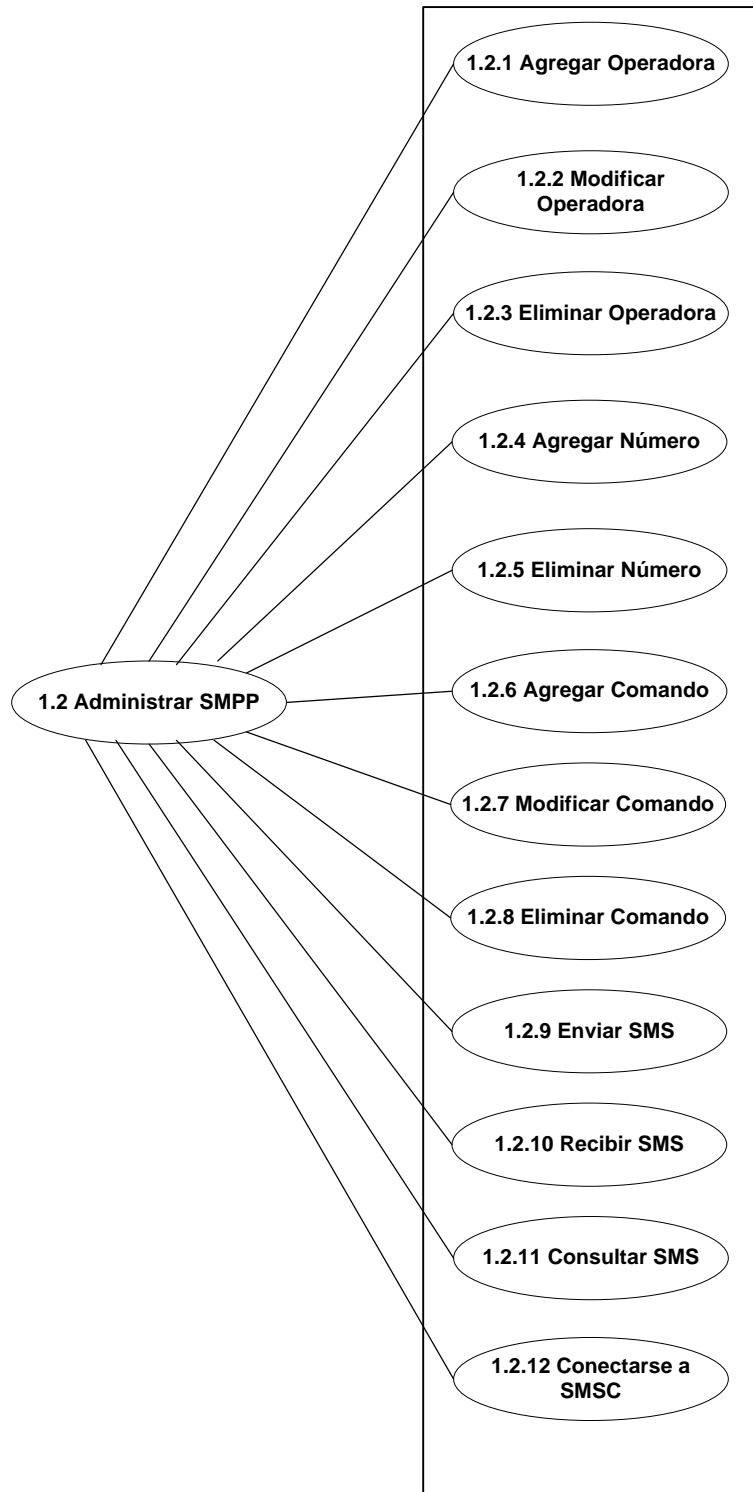 1.2.1 Agregar Operadora
1.2.2 Modificar
Operadora
1.2.3 Eliminar Operadora
1.2.4 Agregar Número
1.2.5 Eliminar Número
1.2 Administrar SMPP
1.2.6 Agregar Comando
1.2.7 Modificar Comando
1.2.8 Eliminar Comando
1.2.9 Enviar SMS
1.2.10 Recibir SMS
1.2.11 Consultar SMS
1.2.12 Conectarse a
SMSC